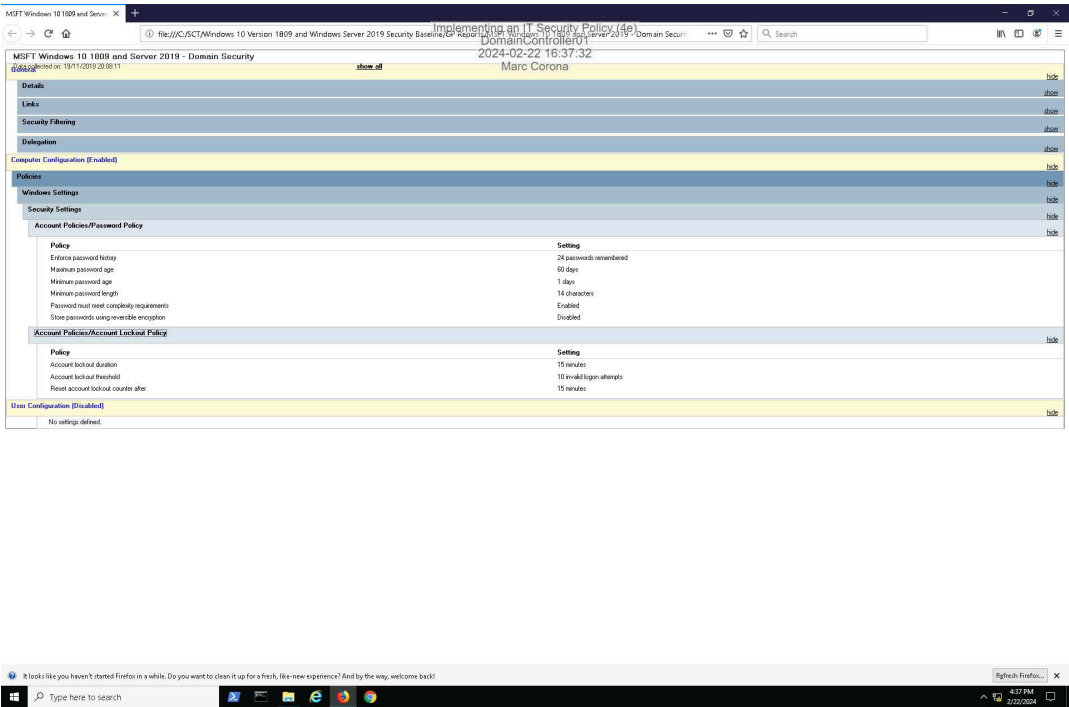 MSFT Windows 10 1809 and Server
file:///C:/SCT/Windows 10 Version 1809 and Windows Server 2019 Security Baseline/GP Reports/MSFT Windows 10 1809 and Server 2019 - Domain Securi
Search
Implementing an IT Security Policy (4e)
DomainController01
2024-02-22 16:37:32
Marc Corona
MSFT Windows 10 1809 and Server 2019 - Domain Security
Data collected on: 19/11/2018 20:08:11
show all
General
hide
Details
show
Links
show
Security Filtering
show
Delegation
show
Computer Configuration (Enabled)
hide
Policies
hide
Windows Settings
hide
Security Settings
hide
Account Policies/Password Policy
hide
Policy Setting
Enforce password history 24 passwords remembered
Maximum password age 60 days
Minimum password age 1 days
Minimum password length 14 characters
Password must meet complexity requirements Enabled
Store passwords using reversible encryption Disabled
Account Policies/Account Lockout Policy
hide
Policy Setting
Account lockout duration 15 minutes
Account lockout threshold 10 invalid logon attempts
Reset account lockout counter after 15 minutes
User Configuration (Disabled)
hide
No settings defined.
It looks like you haven't started Firefox in a while. Do you want to clean it up for a fresh, like-new experience? And by the way, welcome back!
Refresh Firefox...
Type here to search
4:37 PM
2/22/2024